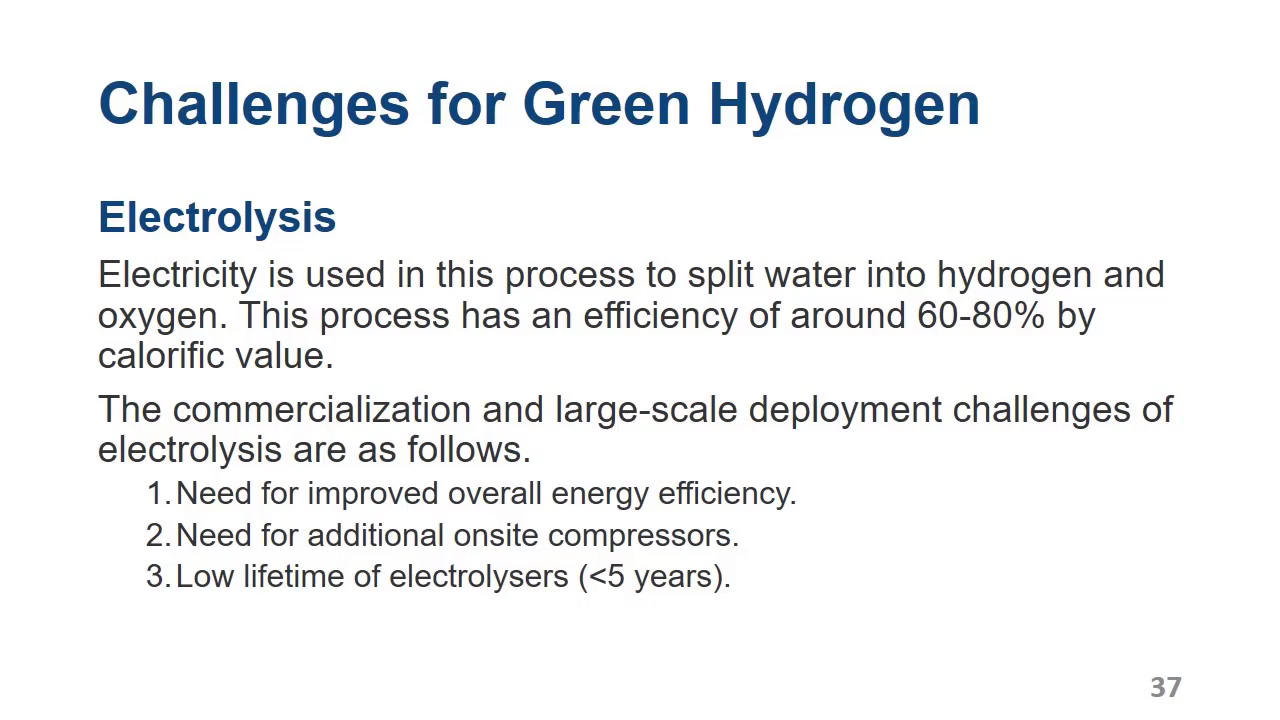 Challenges for Green Hydrogen
Electrolysis
Electricity is used in this process to split water into hydrogen and
oxygen. This process has an efficiency of around 60-80% by
calorific value.
The commercialization and large-scale deployment challenges of
electrolysis are as follows.
1. Need for improved overall energy efficiency.
2. Need for additional onsite compressors.
3. Low lifetime of electrolysers (<5 years).
37